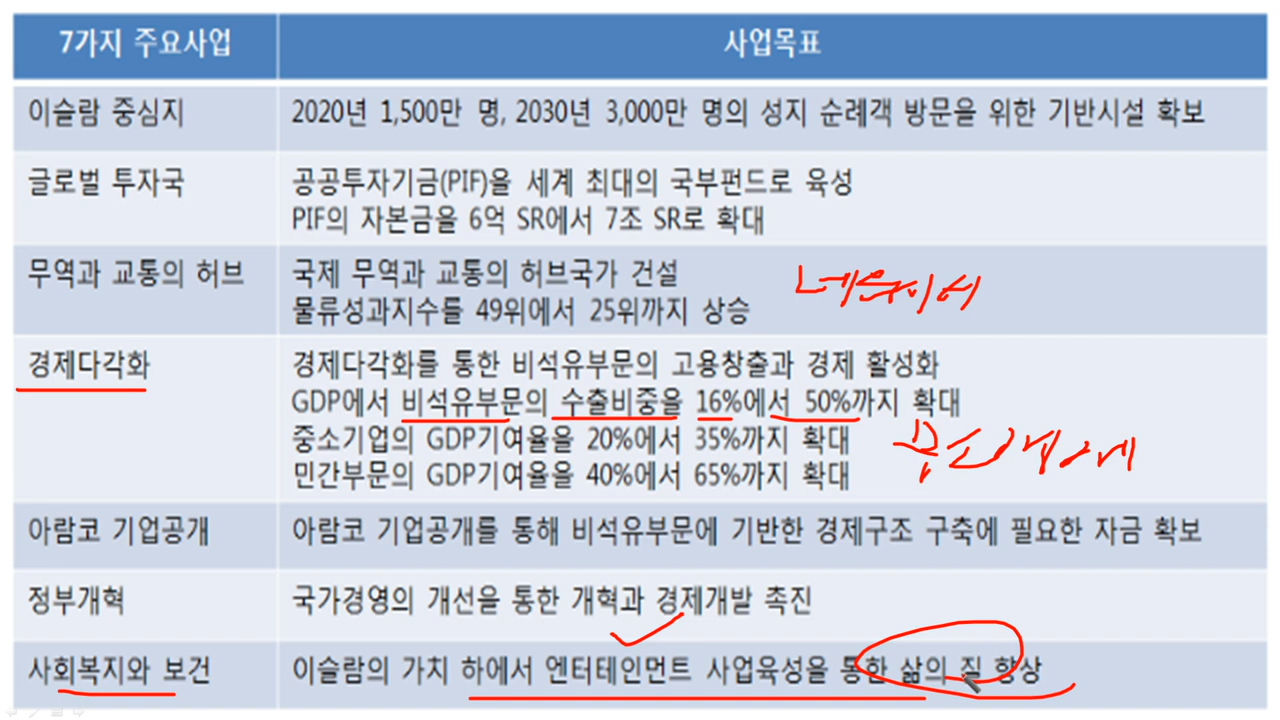 7가지 주요사업
사업목표
이슬람 중심지
2020년 1,500만 명, 2030년 3,000만 명의 성지 순례객 방문을 위한 기반시설 확보
글로벌 투자국
공공투자기금(PIF)을 세계 최대의 국부펀드로 육성
PIF의 자본금을 6억 SR에서 7조 SR로 확대
무역과 교통의 허브
국제 무역과 교통의 허브국가 건설
물류성과지수를 49위에서 25위까지 상승
경제다각화
경제다각화를 통한 비석유부문의 고용창출과 경제 활성화
GDP에서 비석유부문의 수출비중을 16%에서 50%까지 확대
중소기업의 GDP기여율을 20%에서 35%까지 확대
민간부문의 GDP기여율을 40%에서 65%까지 확대
아람코 기업공개
아람코 기업공개를 통해 비석유부문에 기반한 경제구조 구축에 필요한 자금 확보
정부개혁
국가경영의 개선을 통한 개혁과 경제개발 촉진
사회복지와 보건
이슬람의 가치 하에서 엔터테인먼트 사업육성을 통한 삶의 질 향상